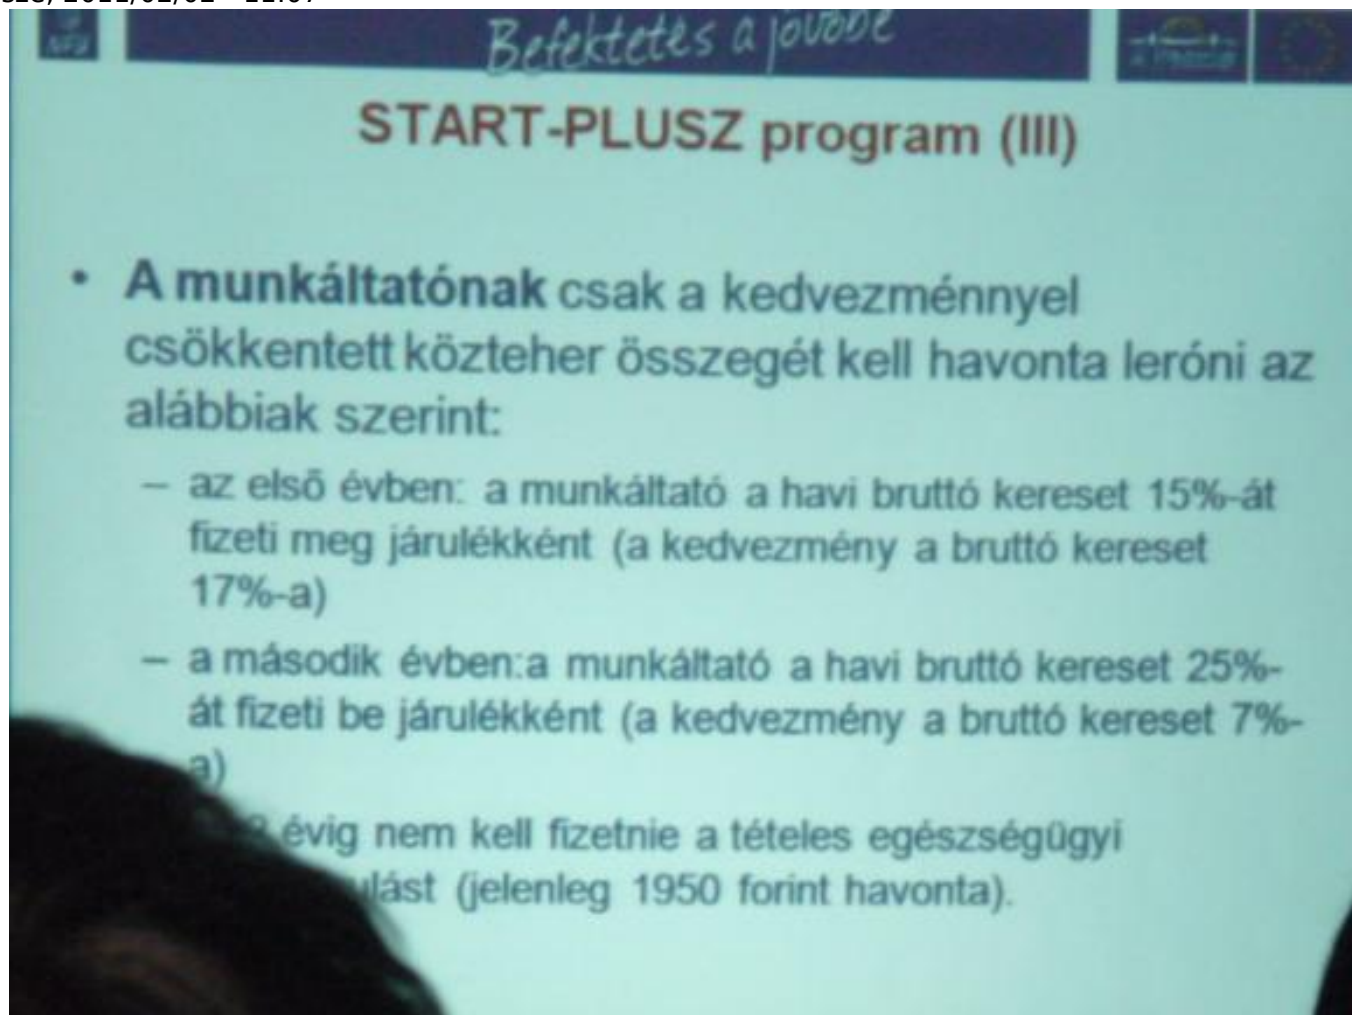 Befektetés a jövőbe
START-PLUSZ program (III)
• A munkáltatónak csak a kedvezménnyel
csökkentett közteher összegét kell havonta leróni az
alábbiak szerint:
– az első évben: a munkáltató a havi bruttó kereset 15%-át
fizeti meg járulékként (a kedvezmény a bruttó kereset
17%-a)
– a második évben:a munkáltató a havi bruttó kereset 25%-
át fizeti be járulékként (a kedvezmény a bruttó kereset 7%-
a)
évig nem kell fizetnie a tételes egészségügyi
(jelenleg 1950 forint havonta).